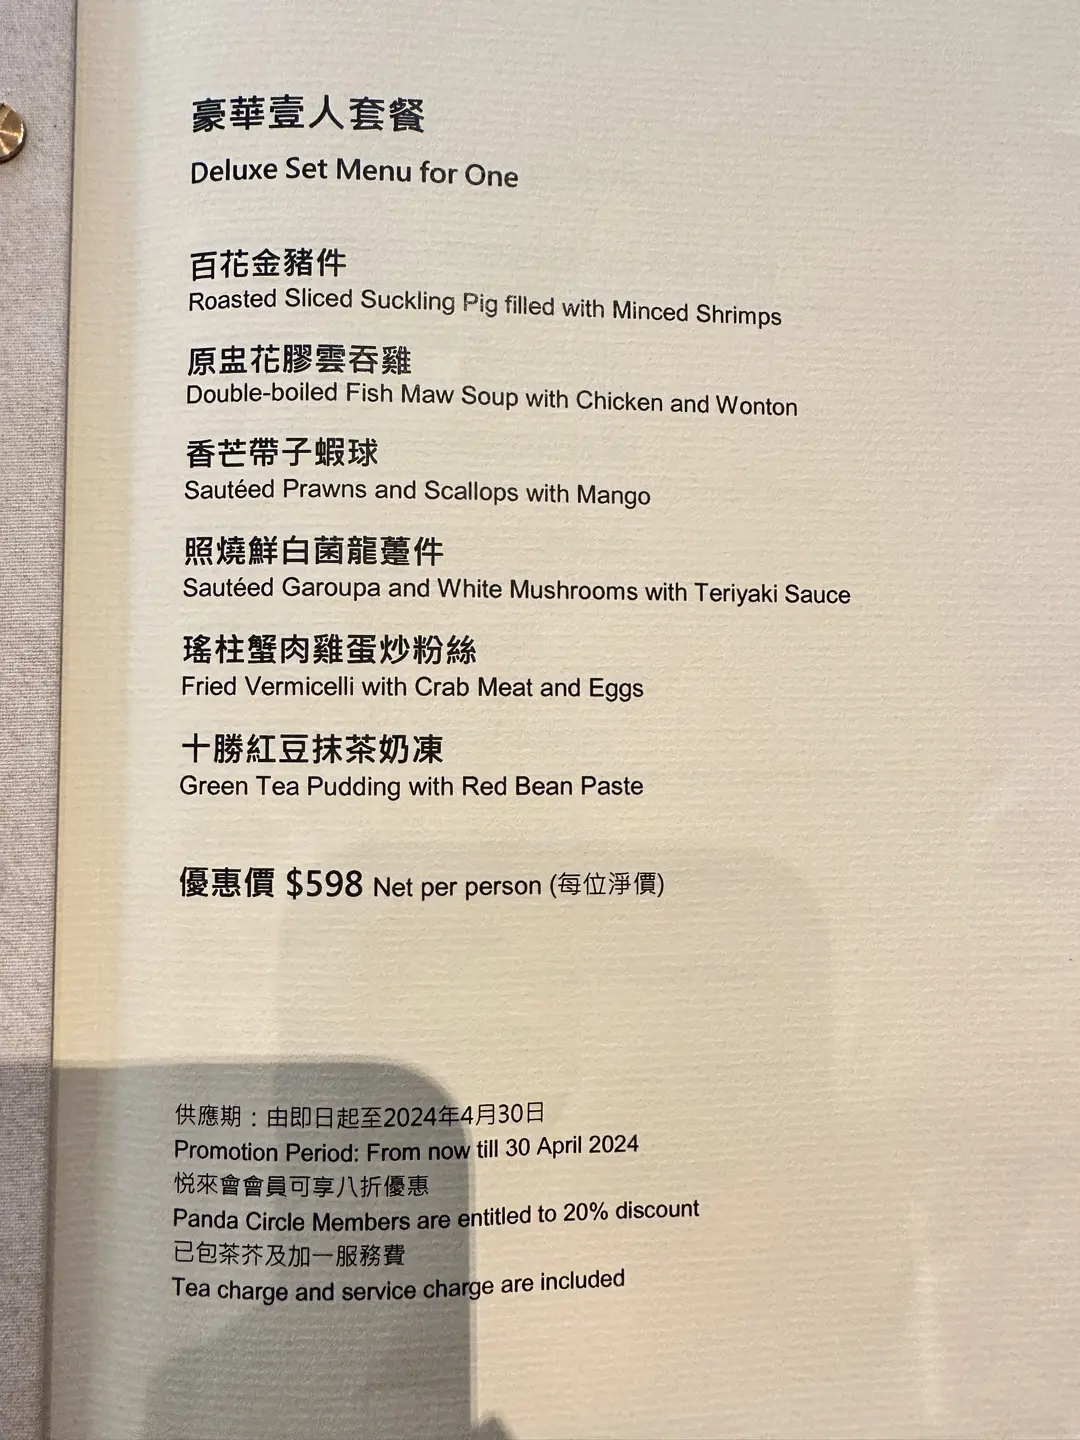 豪華壹人套餐
Deluxe Set Menu for One
百花金豬件
Roasted Sliced Suckling Pig filled with Minced Shrimps
原盅花膠雲吞雞
Double-boiled Fish Maw Soup with Chicken and Wonton
香芒帶子蝦球
Sautéed Prawns and Scallops with Mango
照燒鮮白菌龍躉件
Sautéed Garoupa and White Mushrooms with Teriyaki Sauce
瑤柱蟹肉雞蛋炒粉絲
Fried Vermicelli with Crab Meat and Eggs
十勝紅豆抹茶奶凍
Green Tea Pudding with Red Bean Paste
優惠價 $598 Net per person (每位淨價)
供應期：由即日起至2024年4月30日
Promotion Period: From now till 30 April 2024
悦來會會員可享八折優惠
Panda Circle Members are entitled to 20% discount
已包茶芥及加一服務費
Tea charge and service charge are included